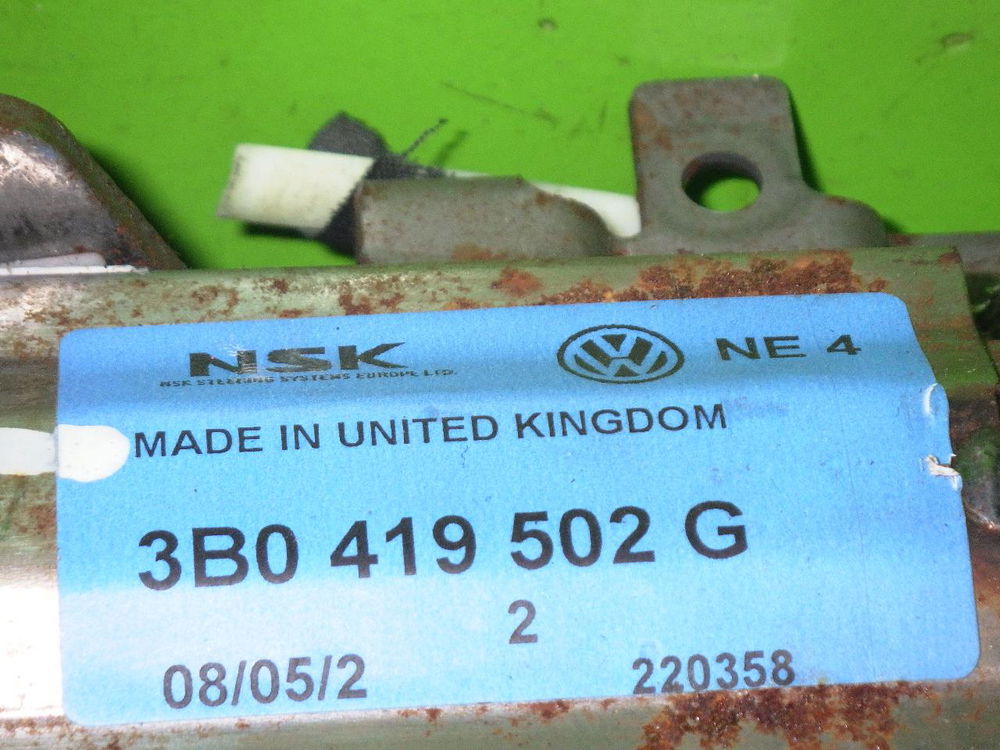 NSK
NSK STEERING SYSTEMS EUROPE LTD.
NE 4
MADE IN UNITED KINGDOM
3B0 419 502 G
2
08/05/2
220358